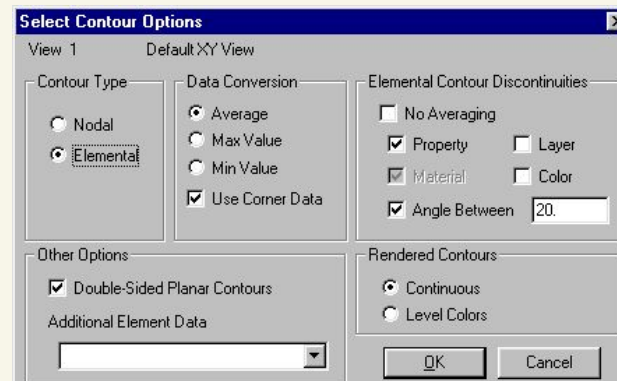 Select Contour Options
View 1 Default XY View
Contour Type
Nodal
Elemental
Data Conversion
Average
Max Value
Min Value
Use Corner Data
Elemental Contour Discontinuities
No Averaging
Property Layer
Material Color
Angle Between 20.
Other Options
Double-Sided Planar Contours
Additional Element Data
Rendered Contours
Continuous
Level Colors
OK Cancel